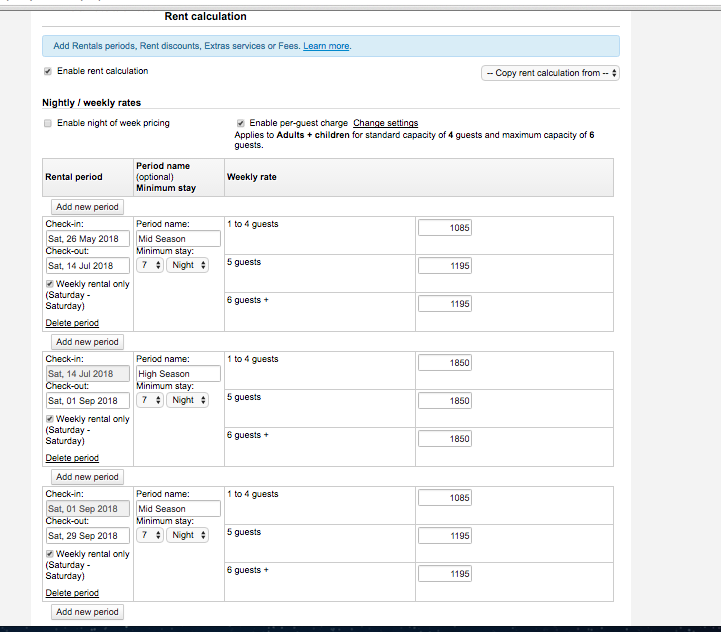 Rent calculation
Add Rentals periods, Rent discounts, Extras services or Fees. Learn more.
Enable rent calculation
-- Copy rent calculation from --
Nightly / weekly rates
Enable night of week pricing
Enable per-guest charge Change settings
Applies to Adults + children for standard capacity of 4 guests and maximum capacity of 6
guests.
Rental period
Period name
(optional)
Minimum stay
Weekly rate
Add new period
Check-in:
Sat, 26 May 2018
Check-out:
Sat, 14 Jul 2018
Weekly rental only
(Saturday -
Saturday)
Delete period
Period name:
Mid Season
Minimum stay:
7 Night
1 to 4 guests 1085
5 guests 1195
6 guests + 1195
Add new period
Check-in:
Sat, 14 Jul 2018
Check-out:
Sat, 01 Sep 2018
Weekly rental only
(Saturday -
Saturday)
Delete period
Period name:
High Season
Minimum stay:
7 Night
1 to 4 guests 1850
5 guests 1850
6 guests + 1850
Add new period
Check-in:
Sat, 01 Sep 2018
Check-out:
Sat, 29 Sep 2018
Weekly rental only
(Saturday -
Saturday)
Delete period
Period name:
Mid Season
Minimum stay:
7 Night
1 to 4 guests 1085
5 guests 1195
6 guests + 1195
Add new period